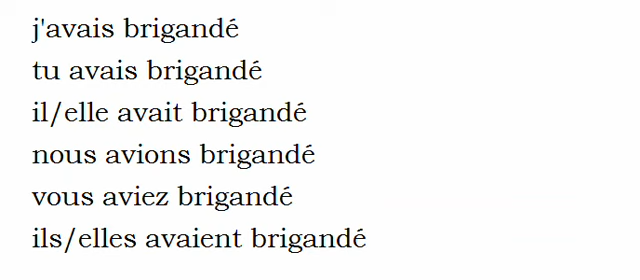 j'avais brigandé
tu avais brigandé
il/elle avait brigandé
nous avions brigandé
vous aviez brigandé
ils/elles avaient brigandé